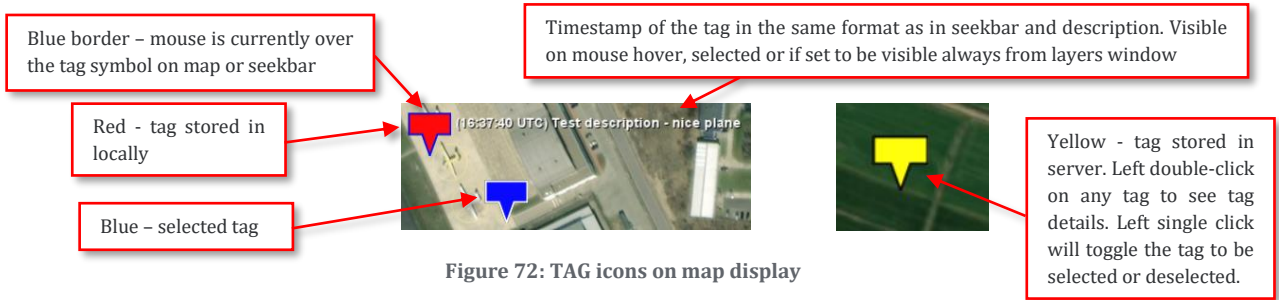 Blue border – mouse is currently over
the tag symbol on map or seekbar
Timestamp of the tag in the same format as in seekbar and description. Visible
on mouse hover, selected or if set to be visible always from layers window
Red - tag stored in
locally
(16:37:40 UTC) Test description - nice plane
Blue – selected tag
Yellow - tag stored in
server. Left double-click
on any tag to see tag
details. Left single click
will toggle the tag to be
selected or deselected.
Figure 72: TAG icons on map display